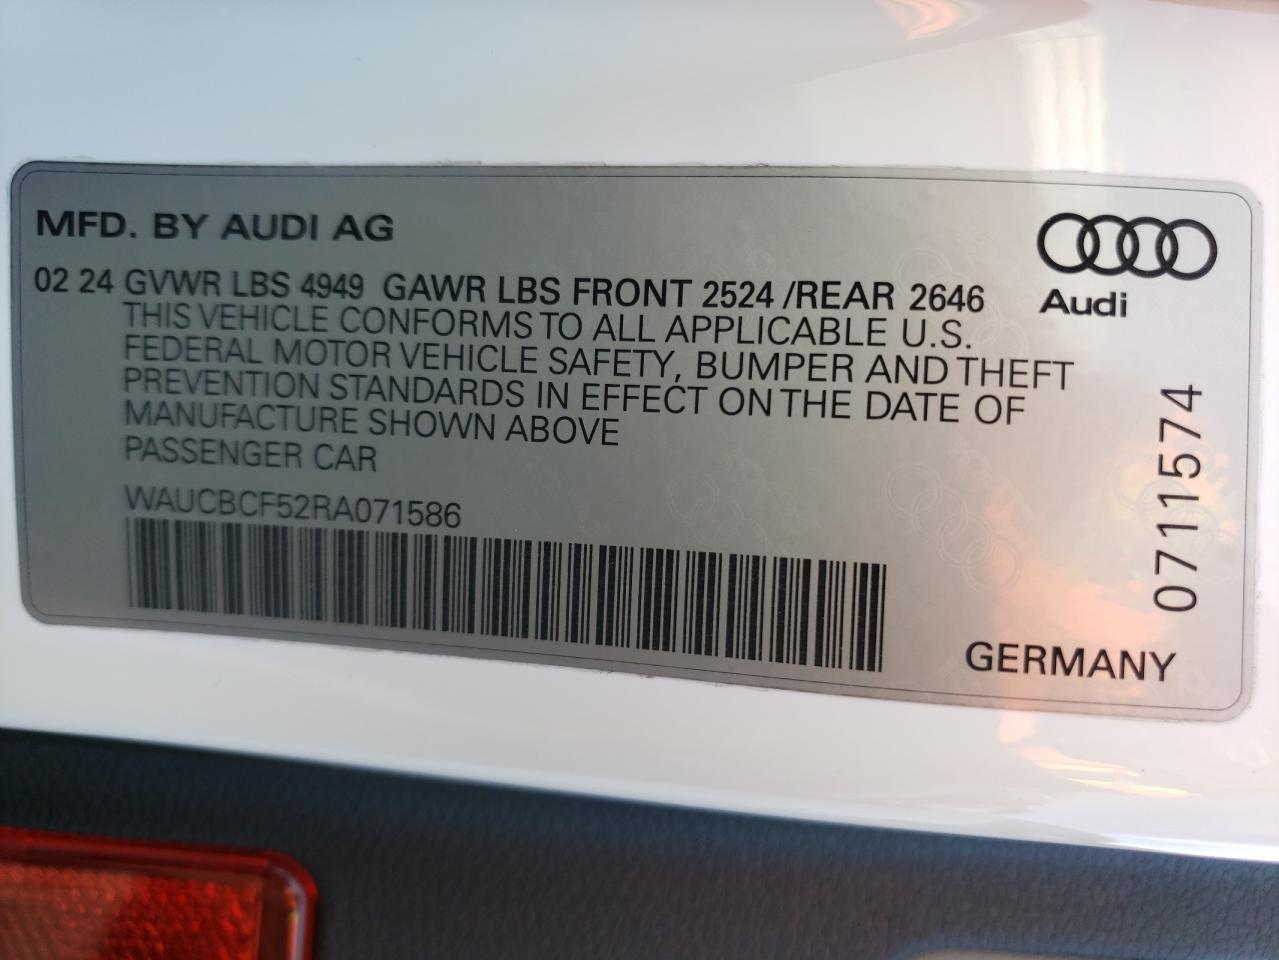 MFD. BY AUDI AG
Audi
02 24 GVWR LBS 4949 GAWR LBS FRONT 2524 /REAR 2646
THIS VEHICLE CONFORMS TO ALL APPLICABLE U.S.
FEDERAL MOTOR VEHICLE SAFETY, BUMPER AND THEFT
PREVENTION STANDARDS IN EFFECT ON THE DATE OF
MANUFACTURE SHOWN ABOVE
PASSENGER CAR
WAUCBCF52RA071586
0711574
GERMANY